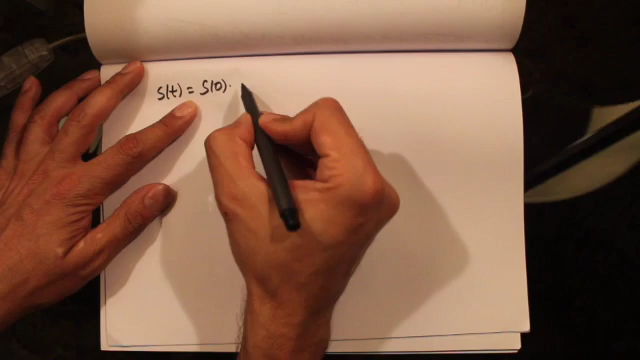 S(t) = S(0).